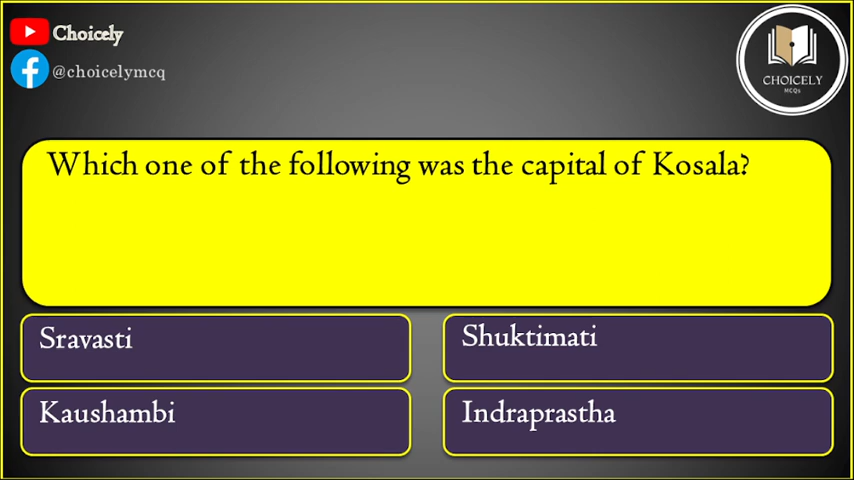 Choicely
@choicelymcq
CHOICELY
MCQs
Which one of the following was the capital of Kosala?
Sravasti
Shuktimati
Kaushambi
Indraprastha